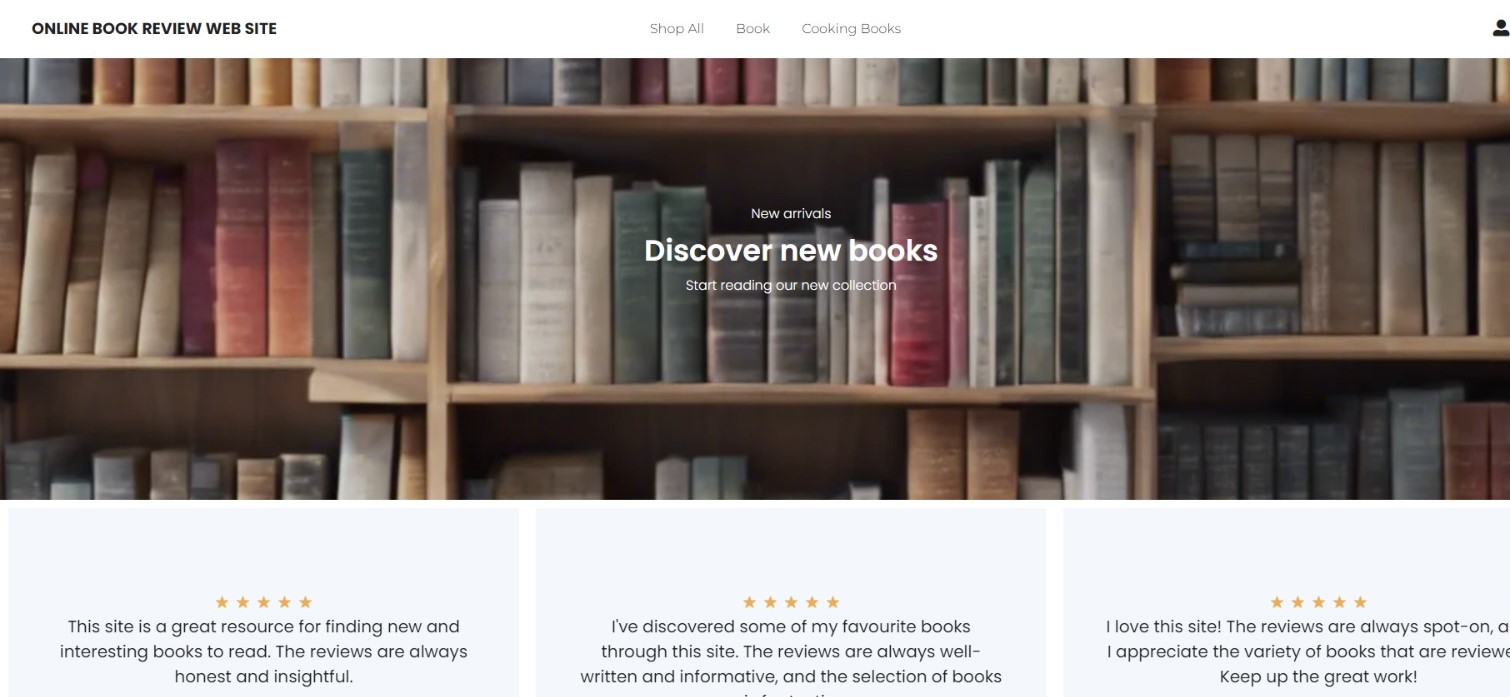 ONLINE BOOK REVIEW WEB SITE
Shop All
Book
Cooking Books
New arrivals
Discover new books
Start reading our new collection
This site is a great resource for finding new and
interesting books to read. The reviews are always
honest and insightful.
I've discovered some of my favourite books
through this site. The reviews are always well-
written and informative, and the selection of books
I love this site! The reviews are always spot-on, a
I appreciate the variety of books that are reviewe
Keep up the great work!